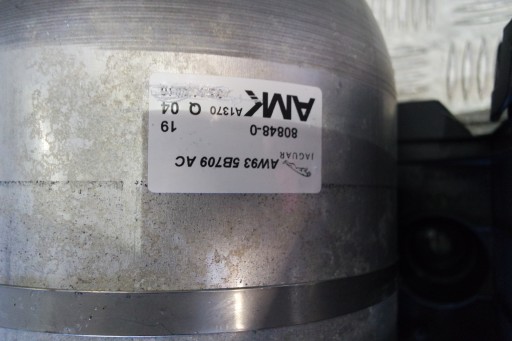 JAGUAR
AW93 5B709 AC
80848-0 19
AMK A1370 Q 04